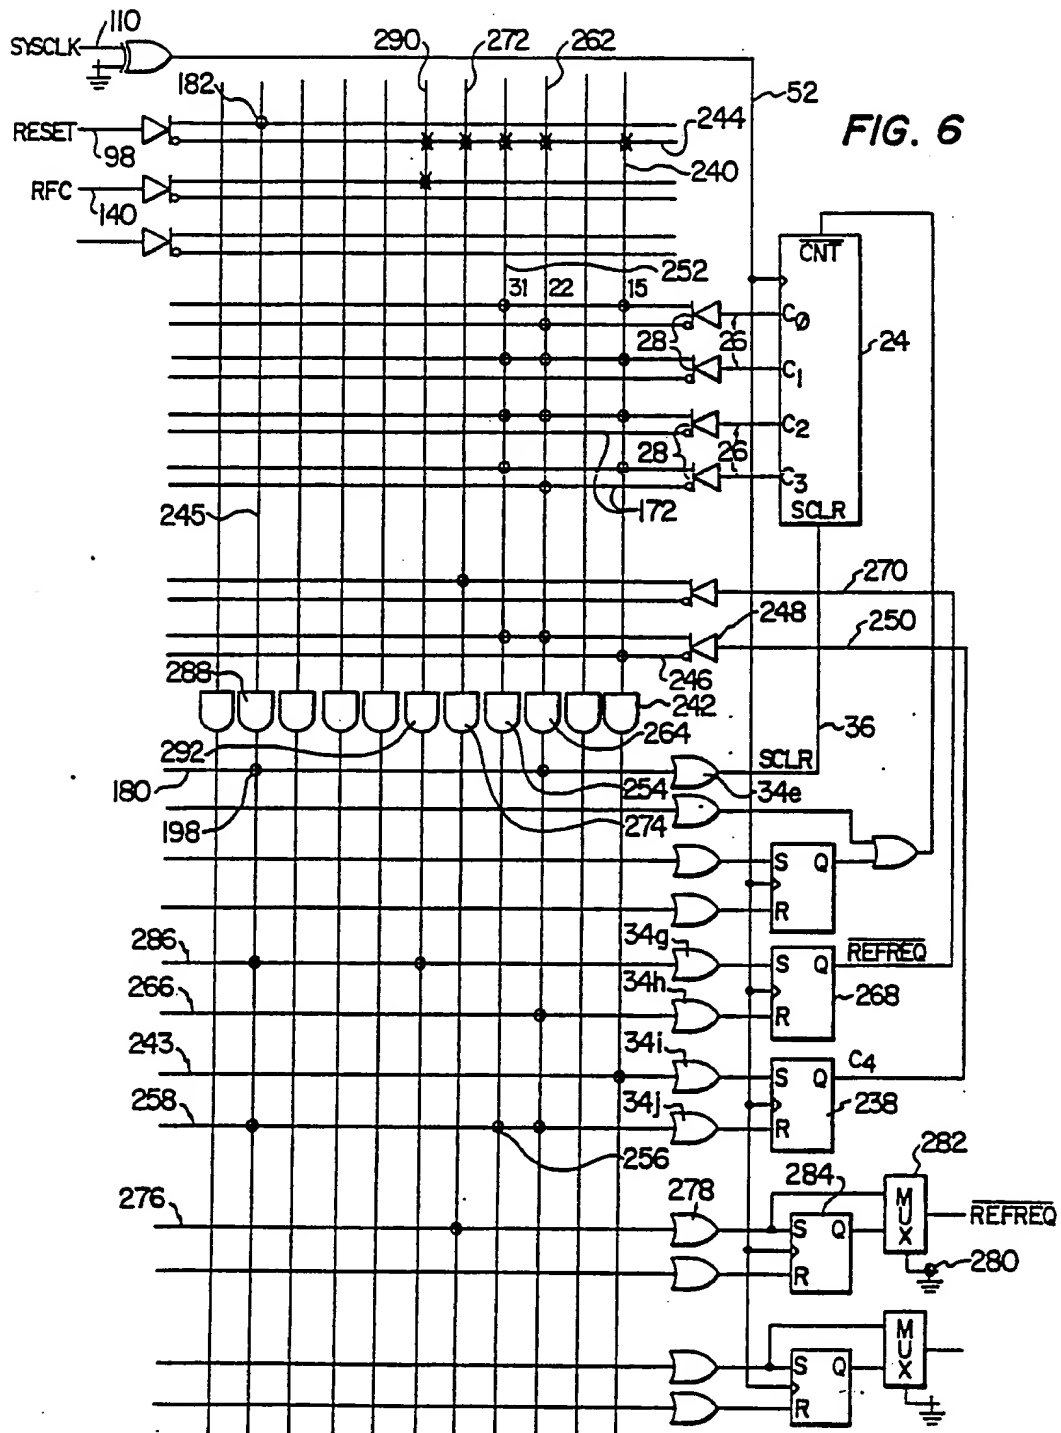 110
SYSCLK
290
272
262
182
52
FIG. 6
RESET
98
244
240
RFC
140
252
31 22 15
CNT
C0
28
26
24
C1
C2
28
26
C3
SCLR
172
245
270
248
250
246
288
242
36
292
264
SCLR
180
254
34e
198
274
S Q
R
286
34g
S Q
REFREQ
266
34h
268
R
243
34i
S Q
C4
258
34j
238
R
256
282
284
276
278
MUX
S Q
REFREQ
R
280
MUX
S Q
R